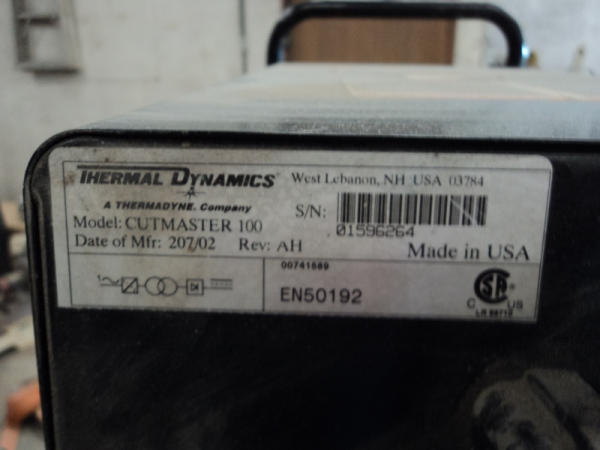 THERMAL DYNAMICS
West Lebanon, NH USA 03784
A THERMADYNE. Company
Model: CUTMASTER 100
S/N:
01596264
Date of Mfr: 207/02 Rev: AH
Made in USA
00741689
EN50192
C US